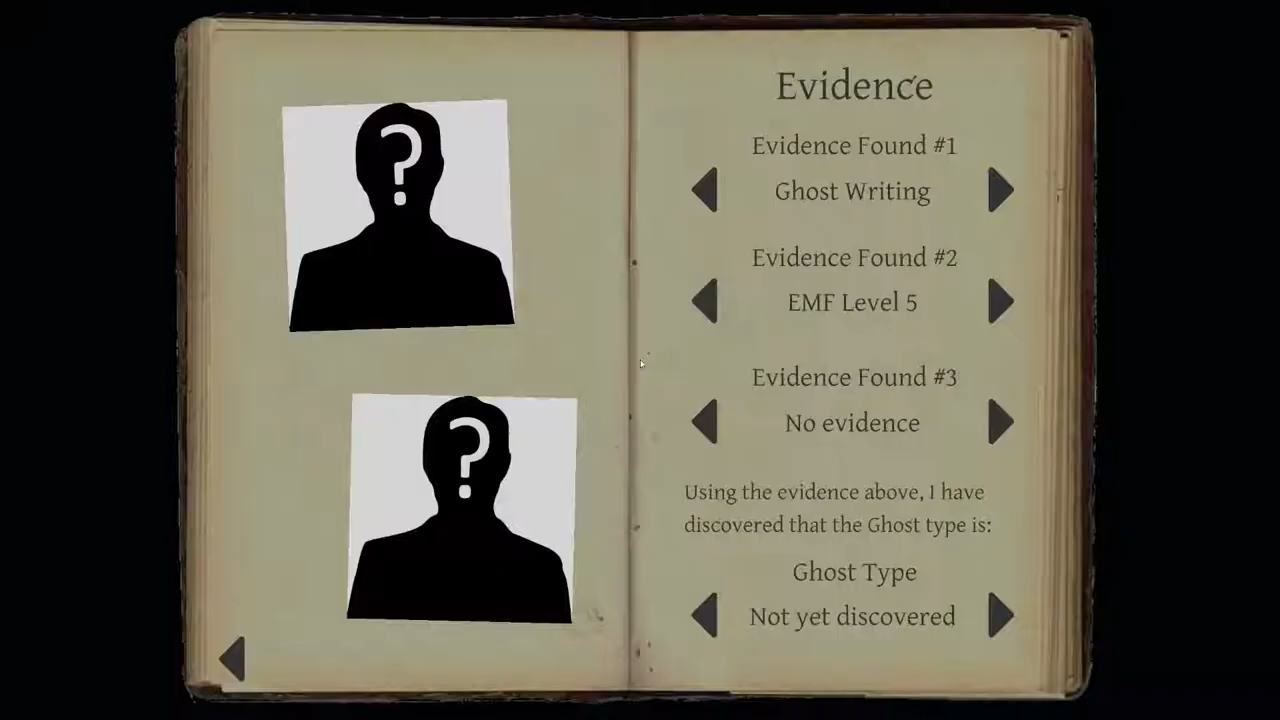 ?
?
Evidence
Evidence Found #1
Ghost Writing
Evidence Found #2
EMF Level 5
Evidence Found #3
No evidence
Using the evidence above, I have
discovered that the Ghost type is:
Ghost Type
Not yet discovered